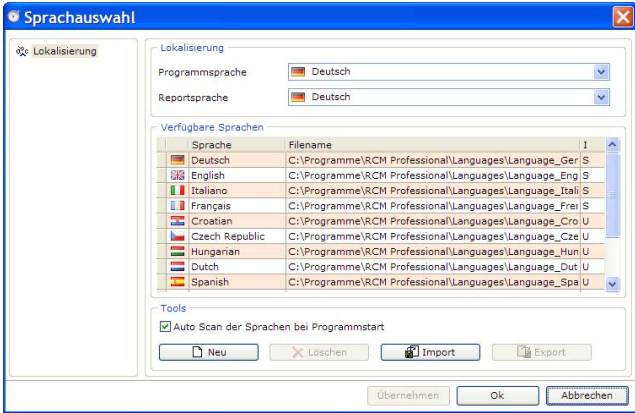 Sprachauswahl
Lokalisierung
Lokalisierung
Programmsprache Deutsch
Reportsprache Deutsch
Verfügbare Sprachen
Sprache Filename I
Deutsch C:\Programme\RCM Professional\Languages\Language_Ger S
English C:\Programme\RCM Professional\Languages\Language_Eng S
Italiano C:\Programme\RCM Professional\Languages\Language_Itali S
Français C:\Programme\RCM Professional\Languages\Language_Frei S
Croatian C:\Programme\RCM Professional\Languages\Language_Cro U
Czech Republic C:\Programme\RCM Professional\Languages\Language_Cze U
Hungarian C:\Programme\RCM Professional\Languages\Language_Hun U
Dutch C:\Programme\RCM Professional\Languages\Language_Dut U
Spanish C:\Programme\RCM Professional\Languages\Language_Spa U
Tools
Auto Scan der Sprachen bei Programmstart
Neu Löschen Import Export
Übernehmen Ok Abbrechen